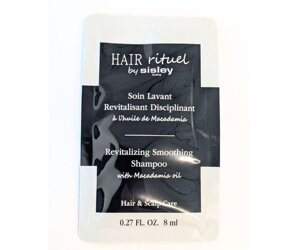 HAIR rituel
by sisley
Soin Lavant
Revitalisant Disciplinant
à l'huile de Macadamia
Revitalizing Smoothing
Shampoo
with Macadamia oil
Hair & Scalp Care
0.27 FL. OZ. 8 ml